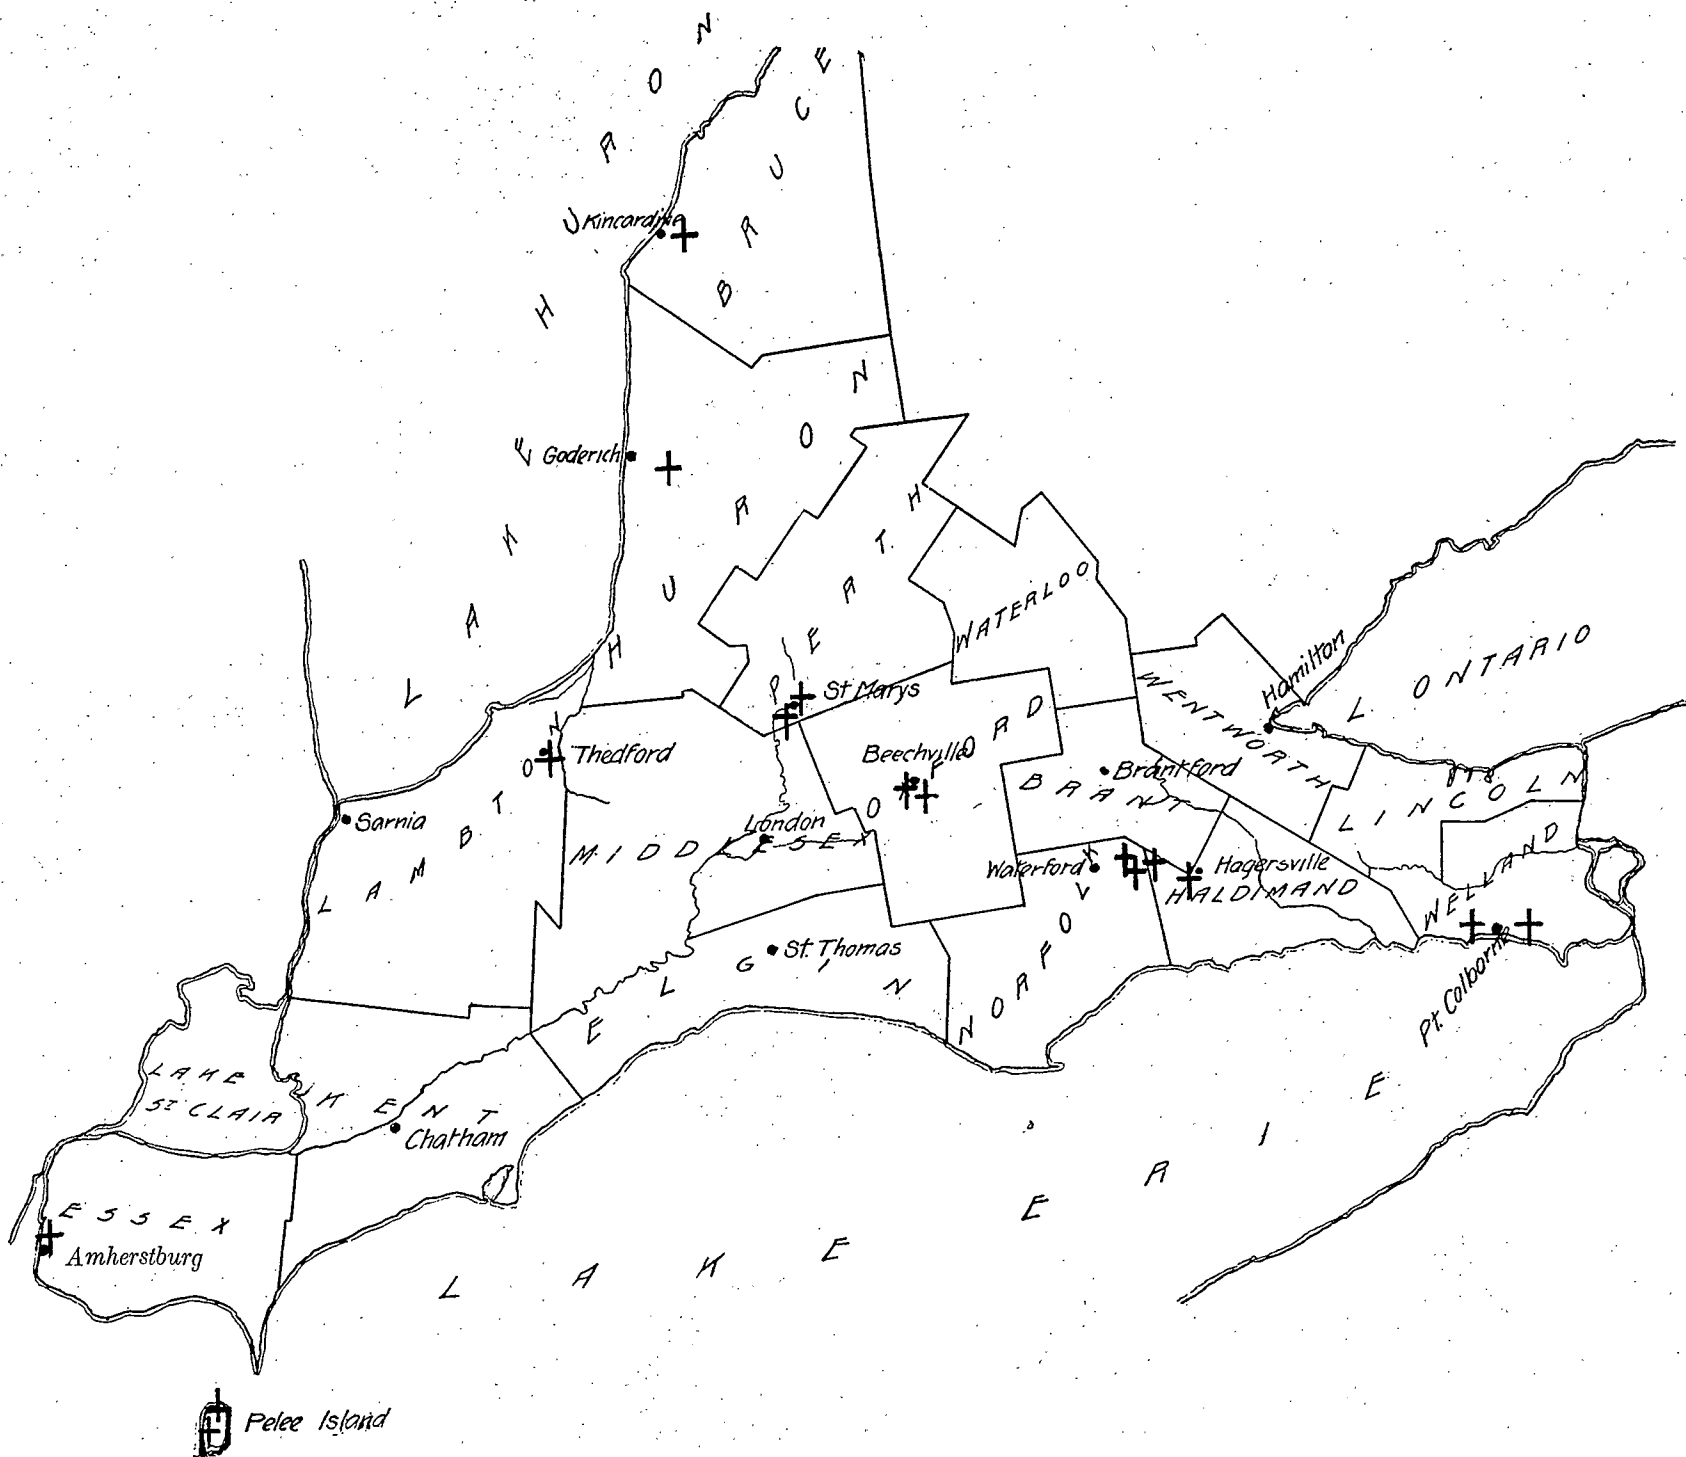 LAKE HURON
BRUCE
Kincardine
HURON
Goderich
PERTH
WATERLOO
St Marys
Hamilton
L ONTARIO
WENTWORTH
Thedford
Beechville
OXFORD
Brantford
BRANT
LINCOLN
Sarnia
LAMBTON
London
MIDDLESEX
Waterford
Hagersville
HALDIMAND
WELLAND
NORFOLK
St. Thomas
ELGIN
Pt. Colborne
LAKE
ST CLAIR
KENT
Chatham
ESSEX
Amherstburg
LAKE ERIE
Pelee Island